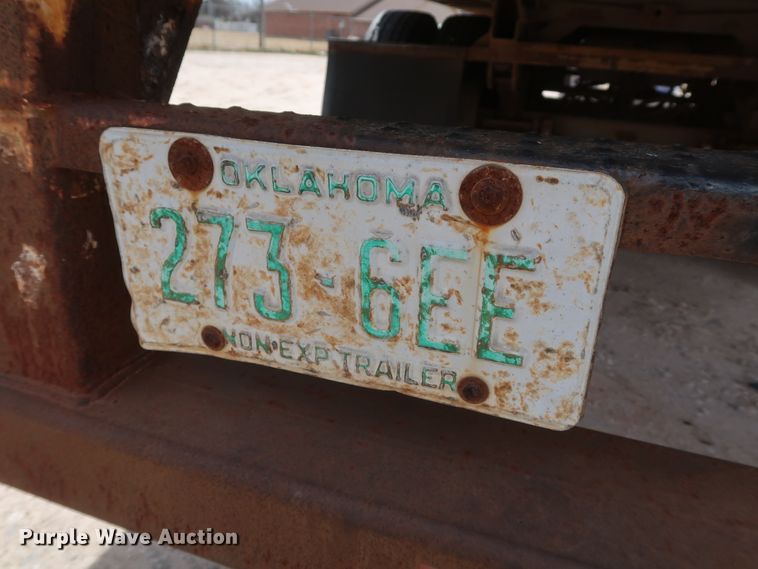 OKLAHOMA
273-6EE
NON EXP TRAILER
Purple Wave Auction